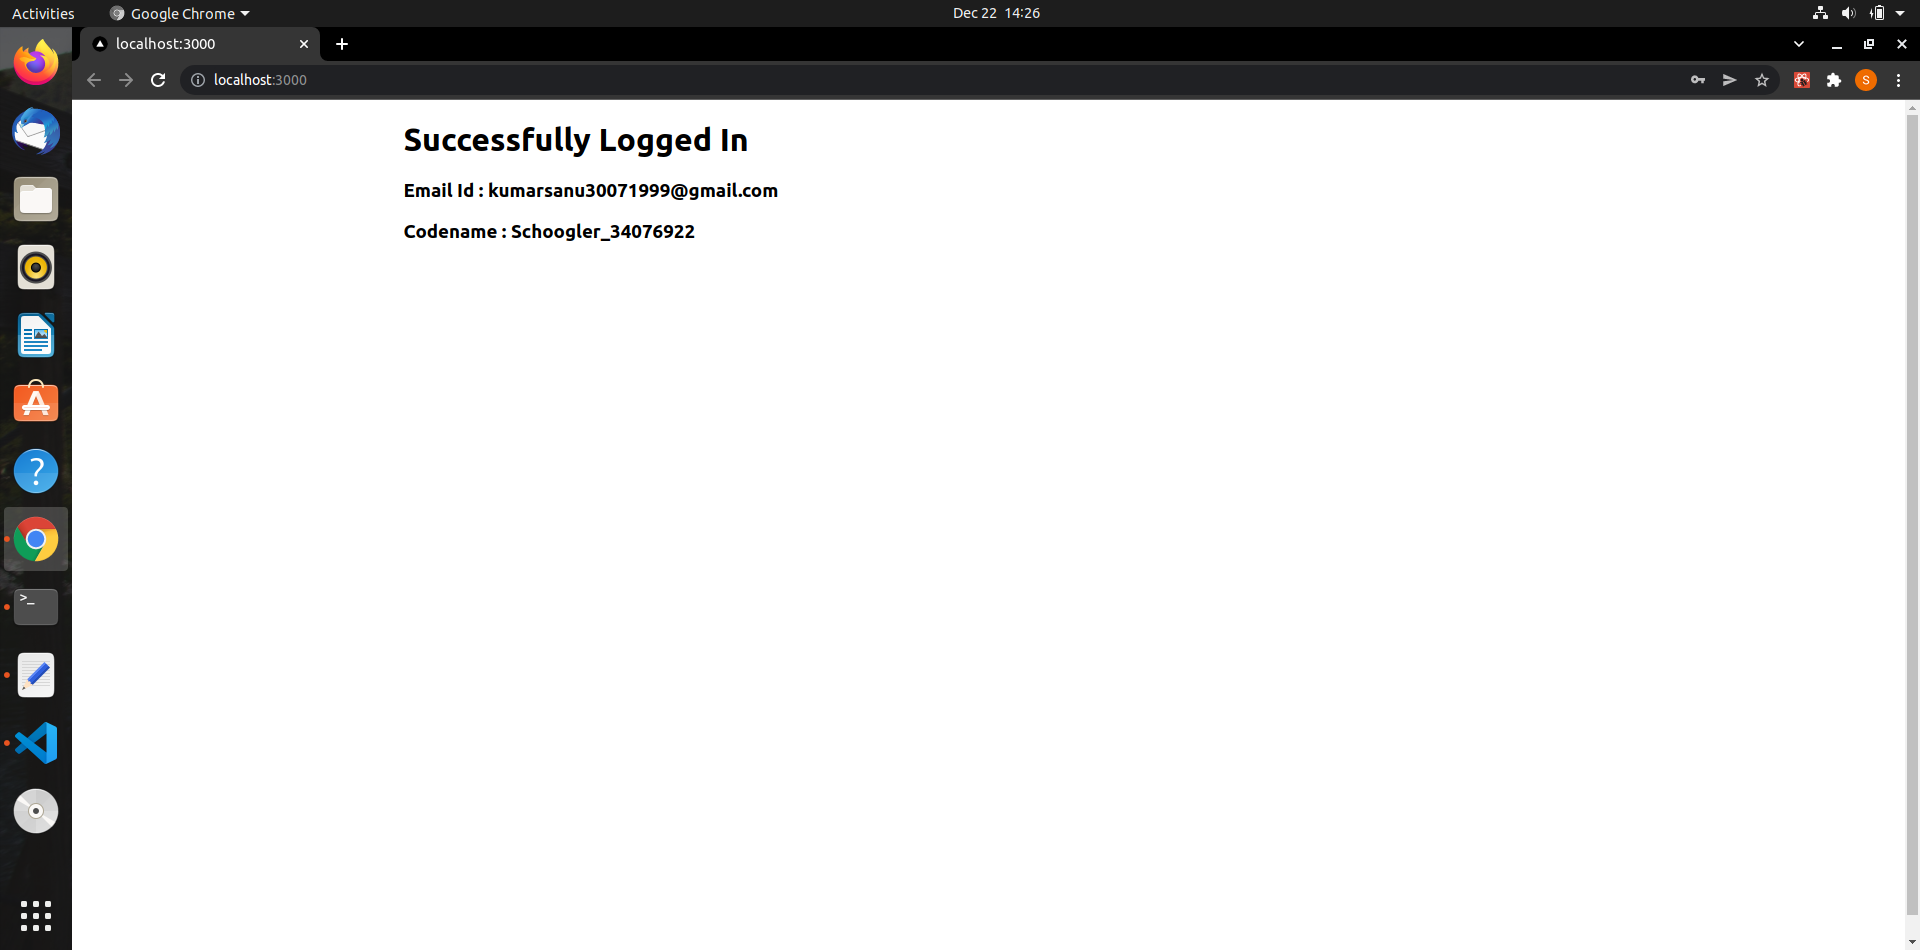 Activities
Google Chrome
Dec 22 14:26
localhost:3000
localhost:3000
S
Successfully Logged In
Email Id : kumarsanu30071999@gmail.com
Codename : Schoogler_34076922